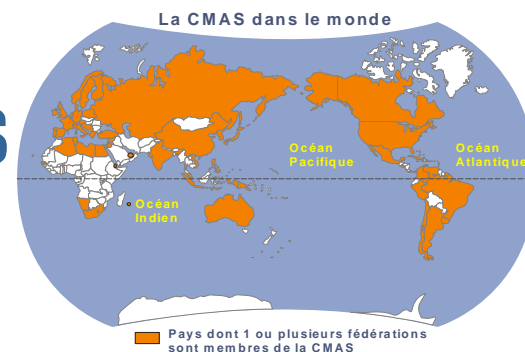 La CMAS dans le monde
S
Océan
Pacifique
Océan
Atlantique
Océan
Indien
Pays dont 1 ou plusieurs fédérations
sont membres de la CMAS